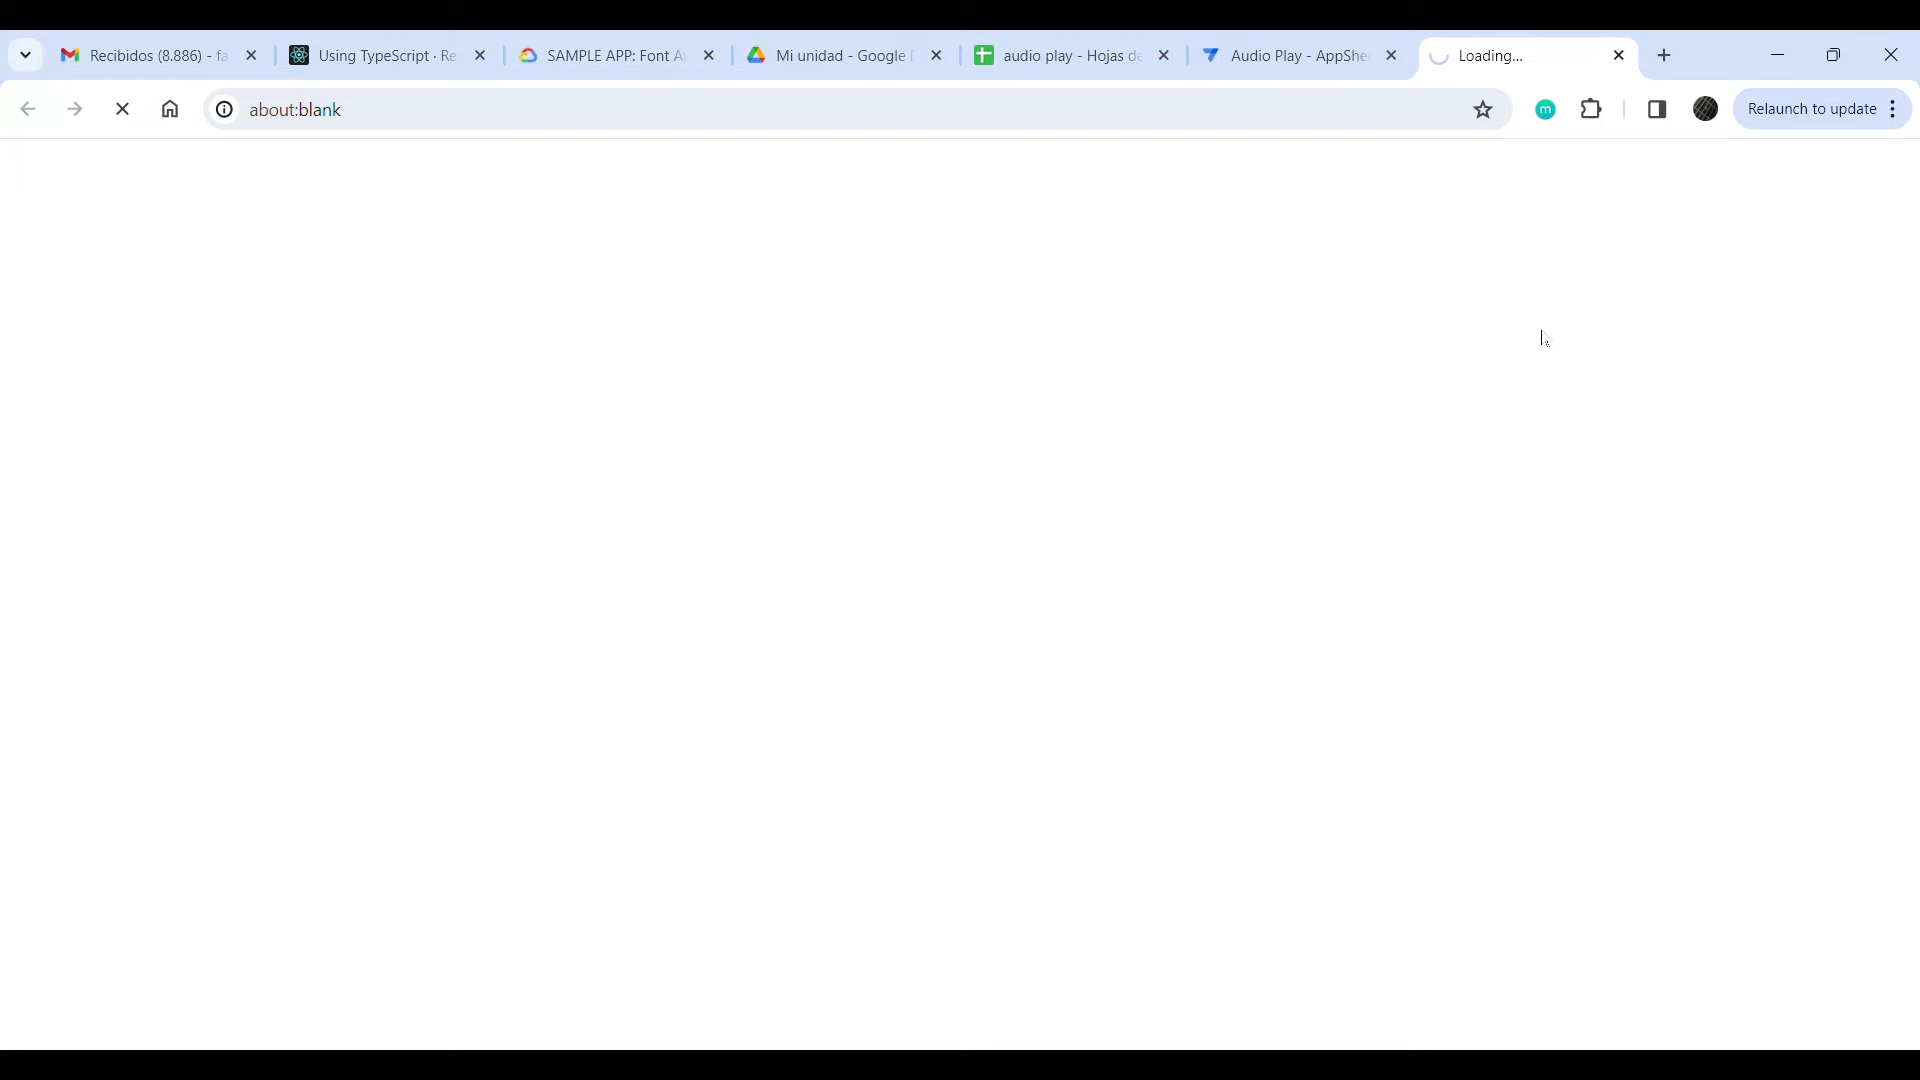 Recibidos (8.886) - fa
Using TypeScript · Re
SAMPLE APP: Font A
Mi unidad - Google
audio play - Hojas de
Audio Play - AppShe
Loading...
about:blank
m
Relaunch to update